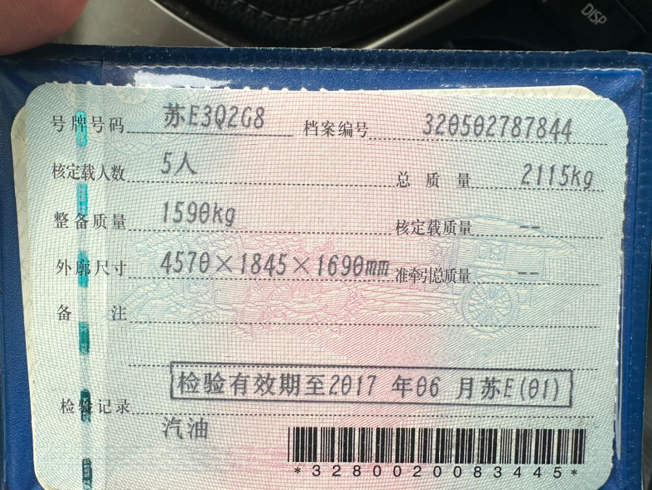 DISP
号牌号码 苏E3Q2G8 档案编号 320502787844
核定载人数 5人 总质量 2115kg
整备质量 1590kg 核定载质量 --
外廓尺寸 4570×1845×1690mm 准牵引总质量 --
备注
检验有效期至2017 年06 月苏E(01)
检验记录
汽油
*3280020083445*